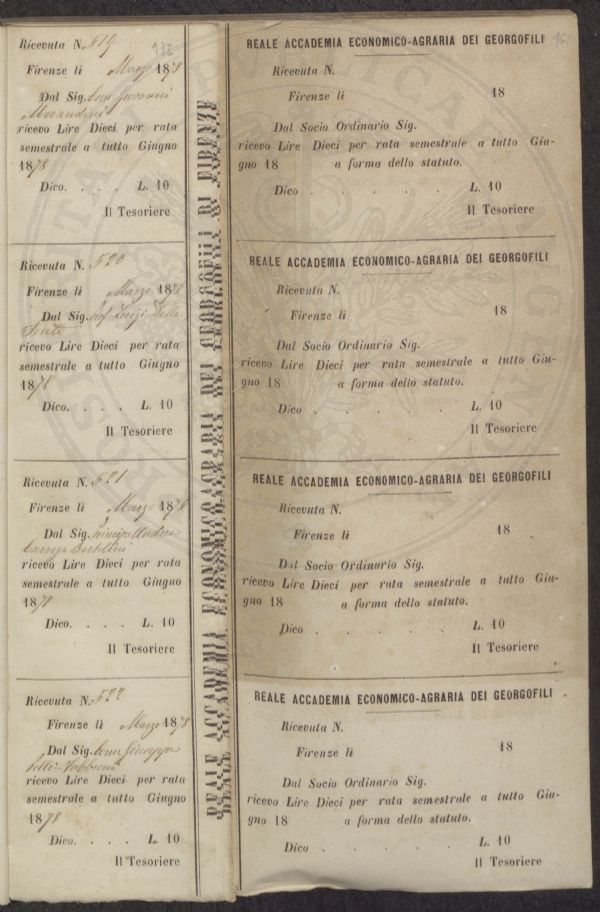 132
Ricevuta N. 519
Firenze li Marzo 1878
Dal Sig. Giovanni
Morandini
ricevo Lire Dieci per rata
semestrale a tutto Giugno
1878
Dico. . . . L. 10
Il Tesoriere
Ricevuta N. 520
Firenze li Marzo 1878
Dal Sig. Prof. Luigi Della
ricevo Lire Dieci per rata
semestrale a tutto Giugno
1878
Dico. . . . L. 10
Il Tesoriere
Ricevuta N. 521
Firenze li Marzo 1878
Dal Sig. Principe Andrea
ricevo Lire Dieci per rata
semestrale a tutto Giugno
1878
Dico. . . . L. 10
Il Tesoriere
Ricevuta N. 522
Firenze li Marzo 1878
Dal Sig. Giuseppe
ricevo Lire Dieci per rata
semestrale a tutto Giugno
1878
Dico. . . . L. 10
Il Tesoriere
REALE ACCADEMIA ECONOMICO-AGRARIA DEI GEORGOFILI DI FIRENZE
REALE ACCADEMIA ECONOMICO-AGRARIA DEI GEORGOFILI
Ricevuta N.
Firenze li 18
Dal Socio Ordinario Sig.
ricevo Lire Dieci per rata semestrale a tutto Giu-
gno 18 a forma dello statuto.
Dico . . . . . L. 10
Il Tesoriere
REALE ACCADEMIA ECONOMICO-AGRARIA DEI GEORGOFILI
Ricevuta N.
Firenze li 18
Dal Socio Ordinario Sig.
ricevo Lire Dieci per rata semestrale a tutto Giu-
gno 18 a forma dello statuto.
Dico . . . . . L. 10
Il Tesoriere
REALE ACCADEMIA ECONOMICO-AGRARIA DEI GEORGOFILI
Ricevuta N.
Firenze li 18
Dal Socio Ordinario Sig.
ricevo Lire Dieci per rata semestrale a tutto Giu-
gno 18 a forma dello statuto.
Dico . . . . . L. 10
Il Tesoriere
REALE ACCADEMIA ECONOMICO-AGRARIA DEI GEORGOFILI
Ricevuta N.
Firenze li 18
Dal Socio Ordinario Sig.
ricevo Lire Dieci per rata semestrale a tutto Giu-
gno 18 a forma dello statuto.
Dico . . . . . L. 10
Il Tesoriere